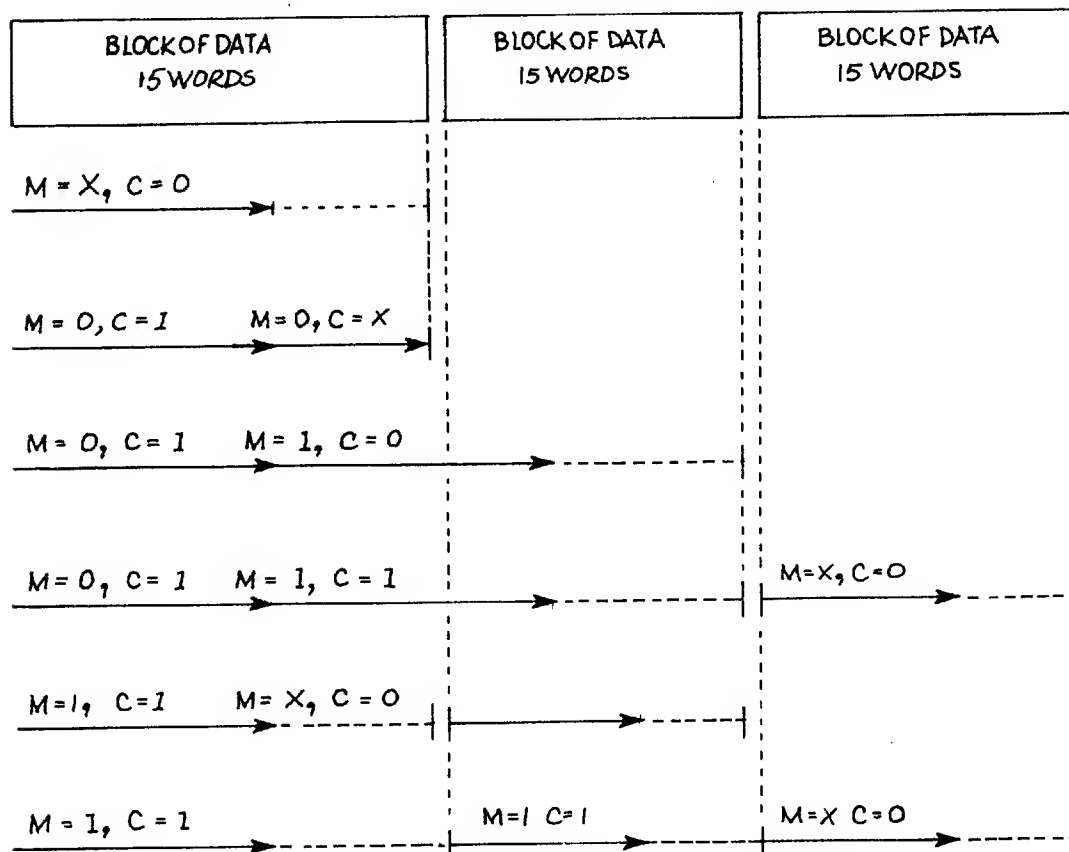 BLOCK OF DATA
15 WORDS
BLOCK OF DATA
15 WORDS
BLOCK OF DATA
15 WORDS
M = X, C = 0
M = 0, C = 1 M = 0, C = X
M = 0, C = 1 M = 1, C = 0
M = 0, C = 1 M = 1, C = 1 M = X, C = 0
M = 1, C = 1 M = X, C = 0
M = 1, C = 1 M = 1 C = 1 M = X C = 0